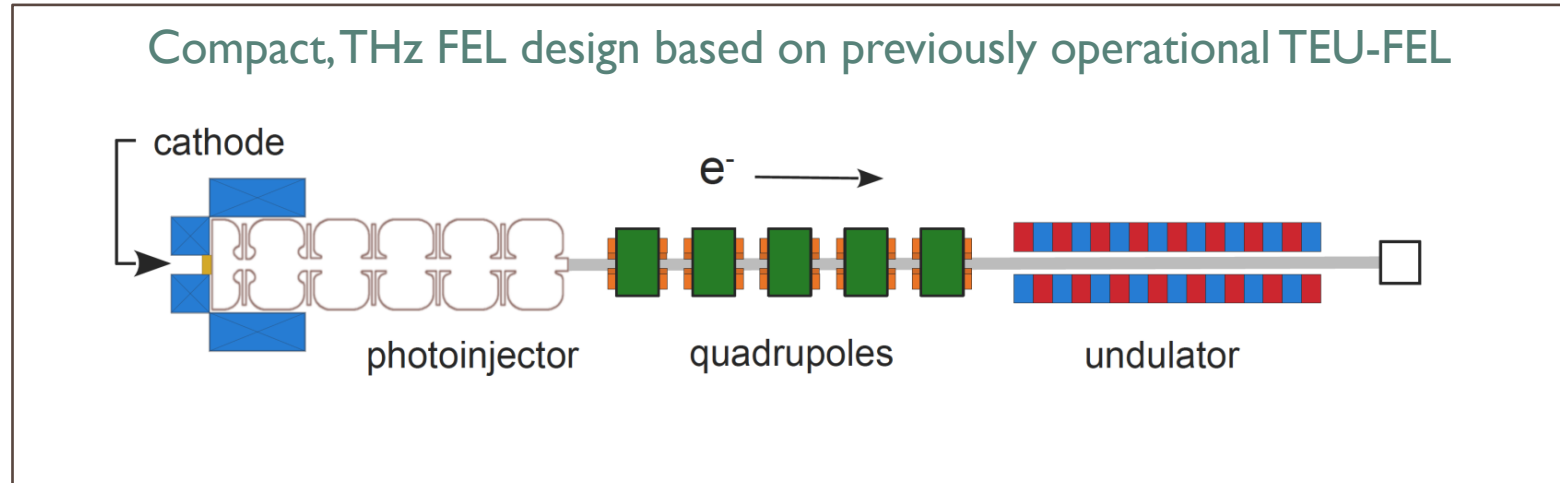 Compact, THz FEL design based on previously operational TEU-FEL
cathode
e⁻
photoinjector
quadrupoles
undulator